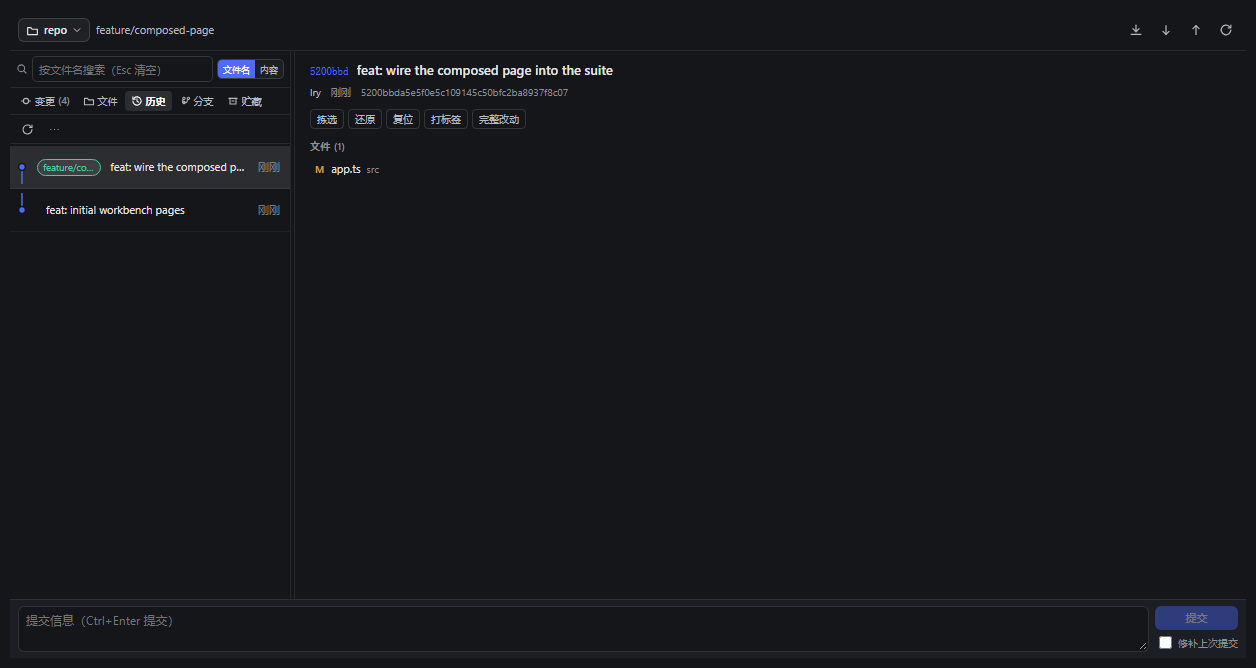 repo feature/composed-page
按文件名搜索（Esc 清空） 文件名 内容
变更 (4) 文件 历史 分支 贮藏
...
feature/co... feat: wire the composed p... 刚刚
feat: initial workbench pages 刚刚
5200bbd feat: wire the composed page into the suite
lry 刚刚 5200bbda5e5f0e5c109145c50bfc2ba8937f8c07
拣选 还原 复位 打标签 完整改动
文件 (1)
M app.ts src
提交信息（Ctrl+Enter 提交）
提交
修补上次提交